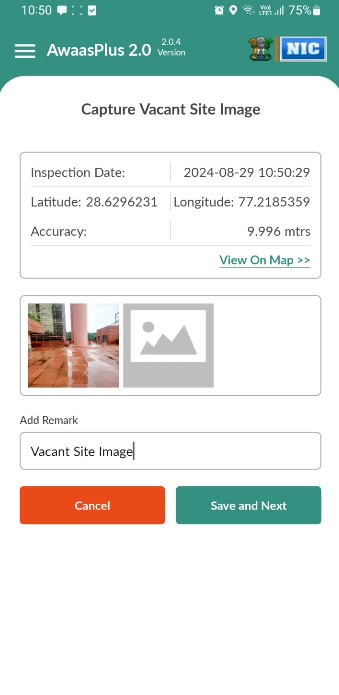 10:50
VoI LTE1 75%
AwaasPlus 2.0 2.0.4 Version
NIC
Capture Vacant Site Image
Inspection Date: 2024-08-29 10:50:29
Latitude: 28.6296231 Longitude: 77.2185359
Accuracy: 9.996 mtrs
View On Map >>
Add Remark
Vacant Site Image
Cancel
Save and Next